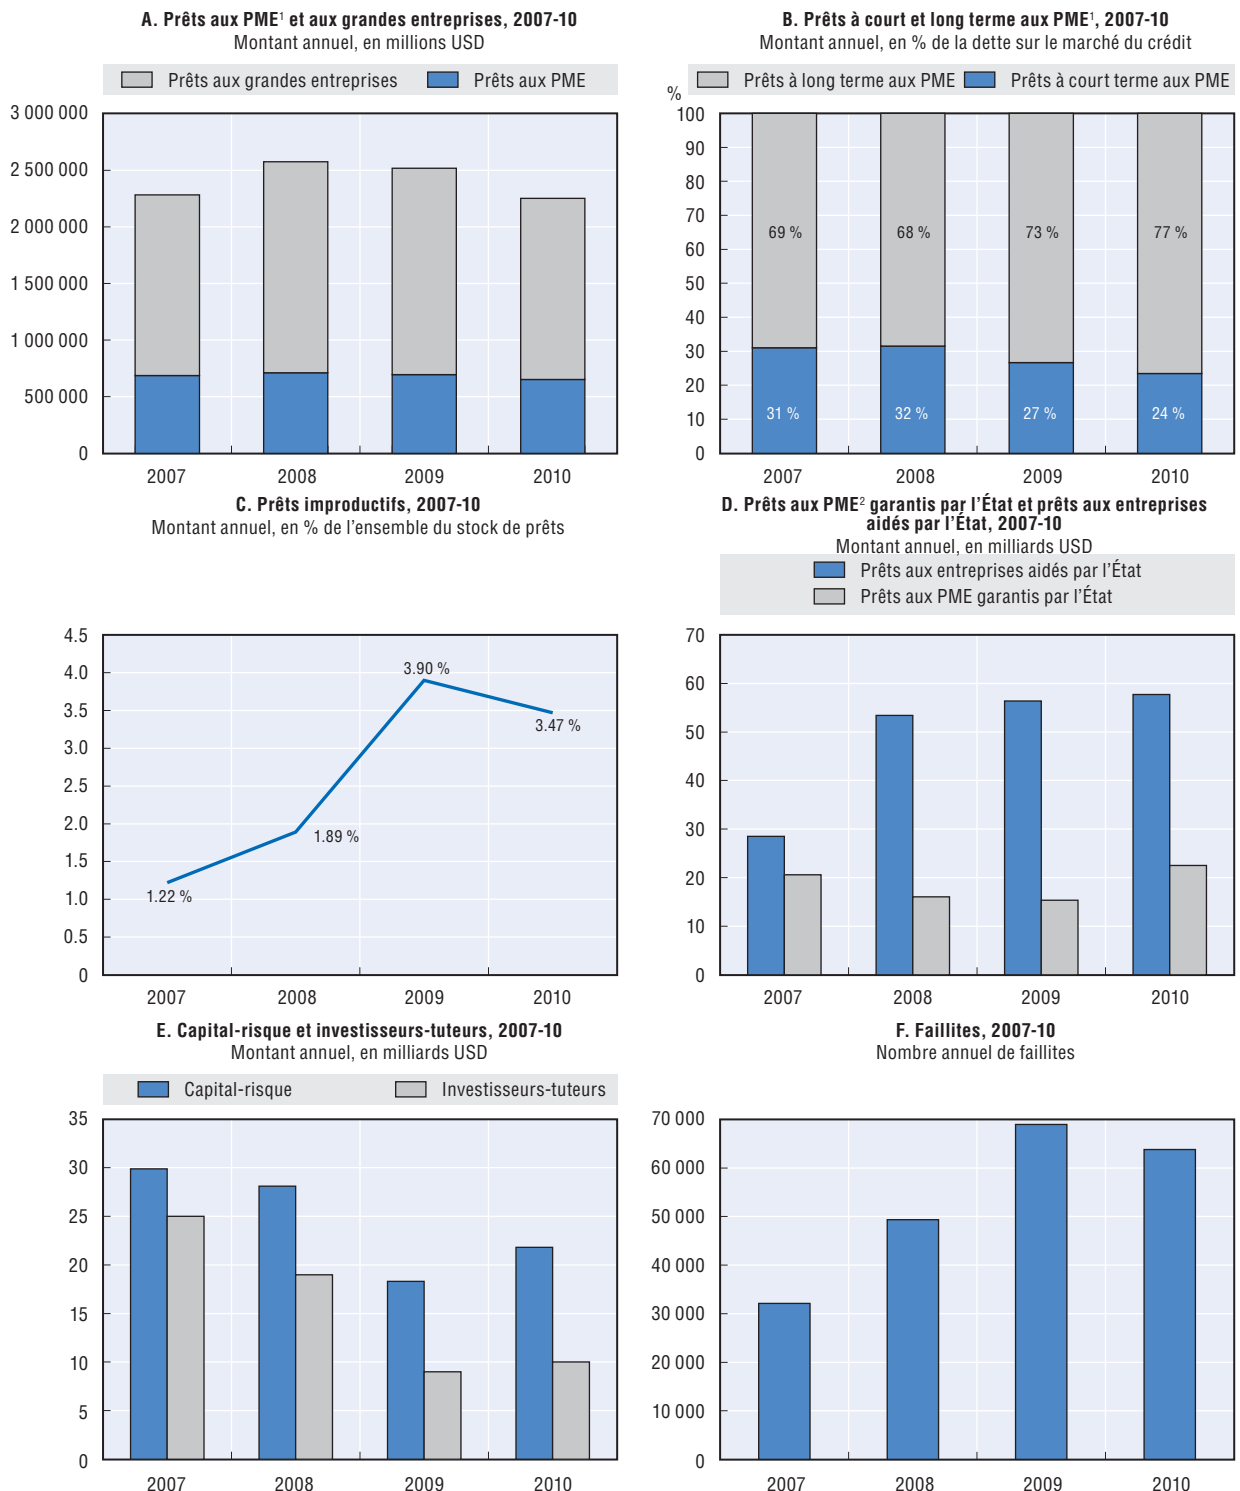 A. Prêts aux PME¹ et aux grandes entreprises, 2007-10
Montant annuel, en millions USD
Prêts aux grandes entreprises Prêts aux PME
3 000 000
2 500 000
2 000 000
1 500 000
1 000 000
500 000
0
2007 2008 2009 2010
B. Prêts à court et long terme aux PME¹, 2007-10
Montant annuel, en % de la dette sur le marché du crédit
Prêts à long terme aux PME Prêts à court terme aux PME
%
100
90
80
70
60
50
40
30
20
10
0
69 % 68 % 73 % 77 %
31 % 32 % 27 % 24 %
2007 2008 2009 2010
C. Prêts improductifs, 2007-10
Montant annuel, en % de l'ensemble du stock de prêts
4.5
4.0
3.5
3.0
2.5
2.0
1.5
1.0
0.5
0
1.22 %
1.89 %
3.90 %
3.47 %
2007 2008 2009 2010
D. Prêts aux PME² garantis par l'État et prêts aux entreprises
aidés par l'État, 2007-10
Montant annuel, en milliards USD
Prêts aux entreprises aidés par l'État
Prêts aux PME garantis par l'État
70
60
50
40
30
20
10
0
2007 2008 2009 2010
E. Capital-risque et investisseurs-tuteurs, 2007-10
Montant annuel, en milliards USD
Capital-risque Investisseurs-tuteurs
35
30
25
20
15
10
5
0
2007 2008 2009 2010
F. Faillites, 2007-10
Nombre annuel de faillites
70 000
60 000
50 000
40 000
30 000
20 000
10 000
0
2007 2008 2009 2010